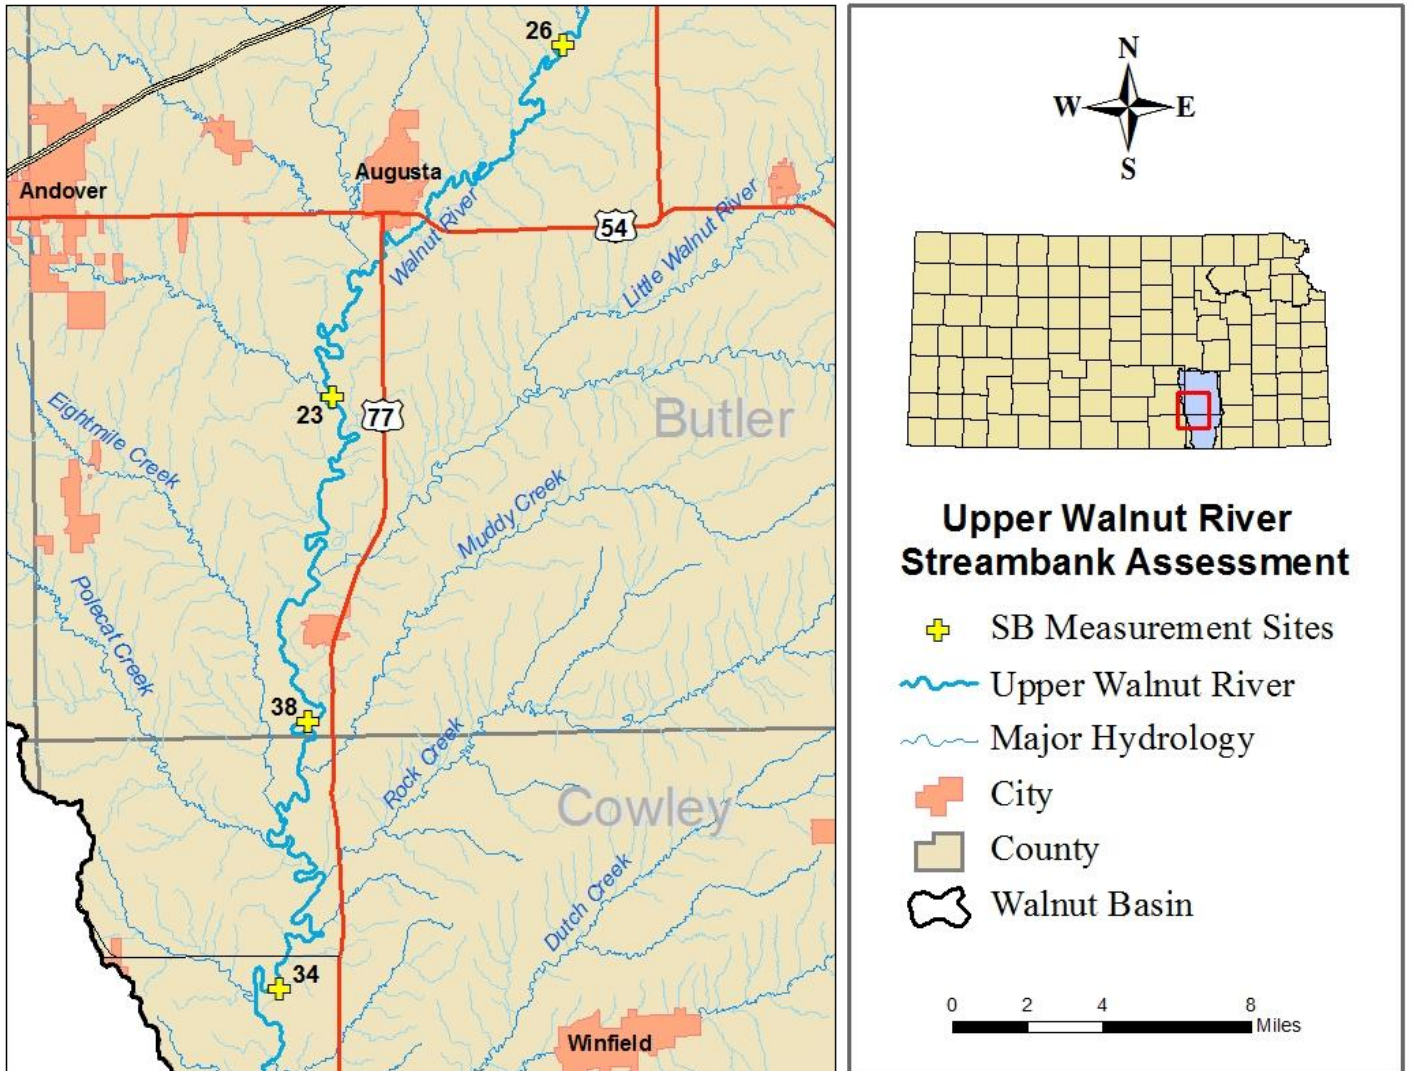 26
Augusta
Andover
Walnut River
54
Little Walnut River
Eightmile Creek
23
77
Butler
Muddy Creek
Polecat Creek
38
Rock Creek
Cowley
Dutch Creek
34
Winfield
N
W E
S
Upper Walnut River
Streambank Assessment
SB Measurement Sites
Upper Walnut River
Major Hydrology
City
County
Walnut Basin
0 2 4 8
Miles